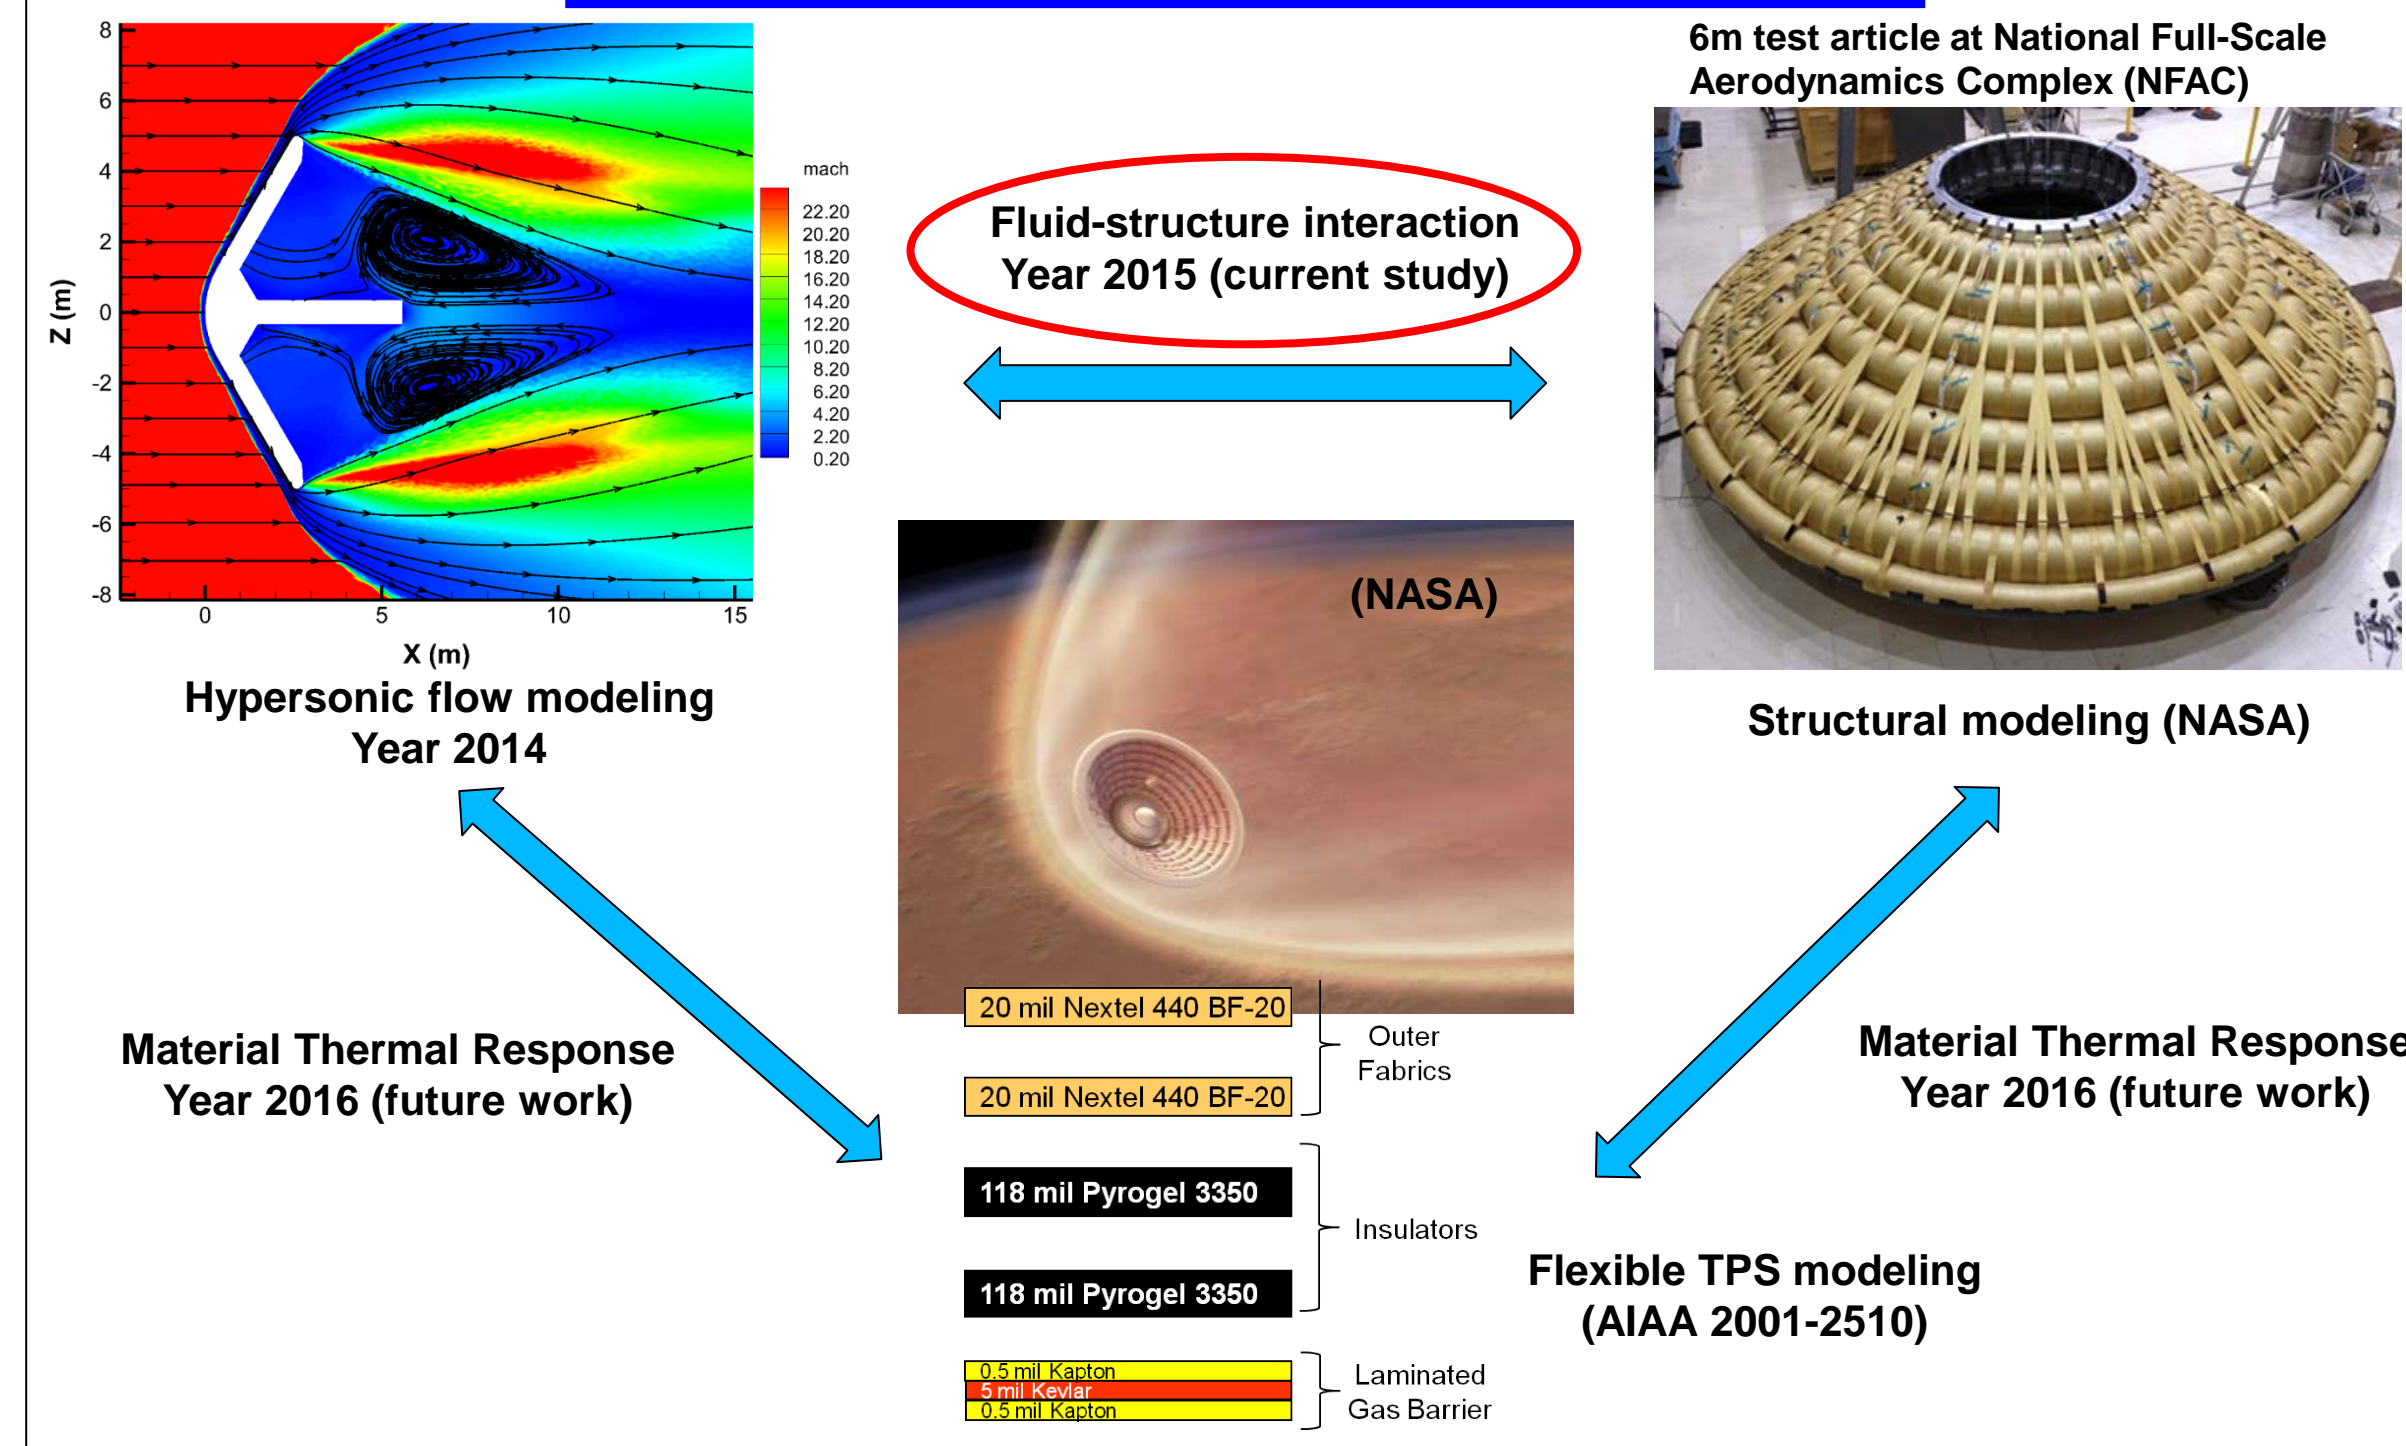 6m test article at National Full-Scale
Aerodynamics Complex (NFAC)
8
6
4
2
0
-2
-4
-6
-8
Z (m)
0
5
10
15
X (m)
mach
22.20
20.20
18.20
16.20
14.20
12.20
10.20
8.20
6.20
4.20
2.20
0.20
Fluid-structure interaction
Year 2015 (current study)
Hypersonic flow modeling
Year 2014
(NASA)
Structural modeling (NASA)
Material Thermal Response
Year 2016 (future work)
20 mil Nextel 440 BF-20
20 mil Nextel 440 BF-20
Outer
Fabrics
Material Thermal Response
Year 2016 (future work)
118 mil Pyrogel 3350
118 mil Pyrogel 3350
Insulators
Flexible TPS modeling
(AIAA 2001-2510)
0.5 mil Kapton
5 mil Kevlar
0.5 mil Kapton
Laminated
Gas Barrier